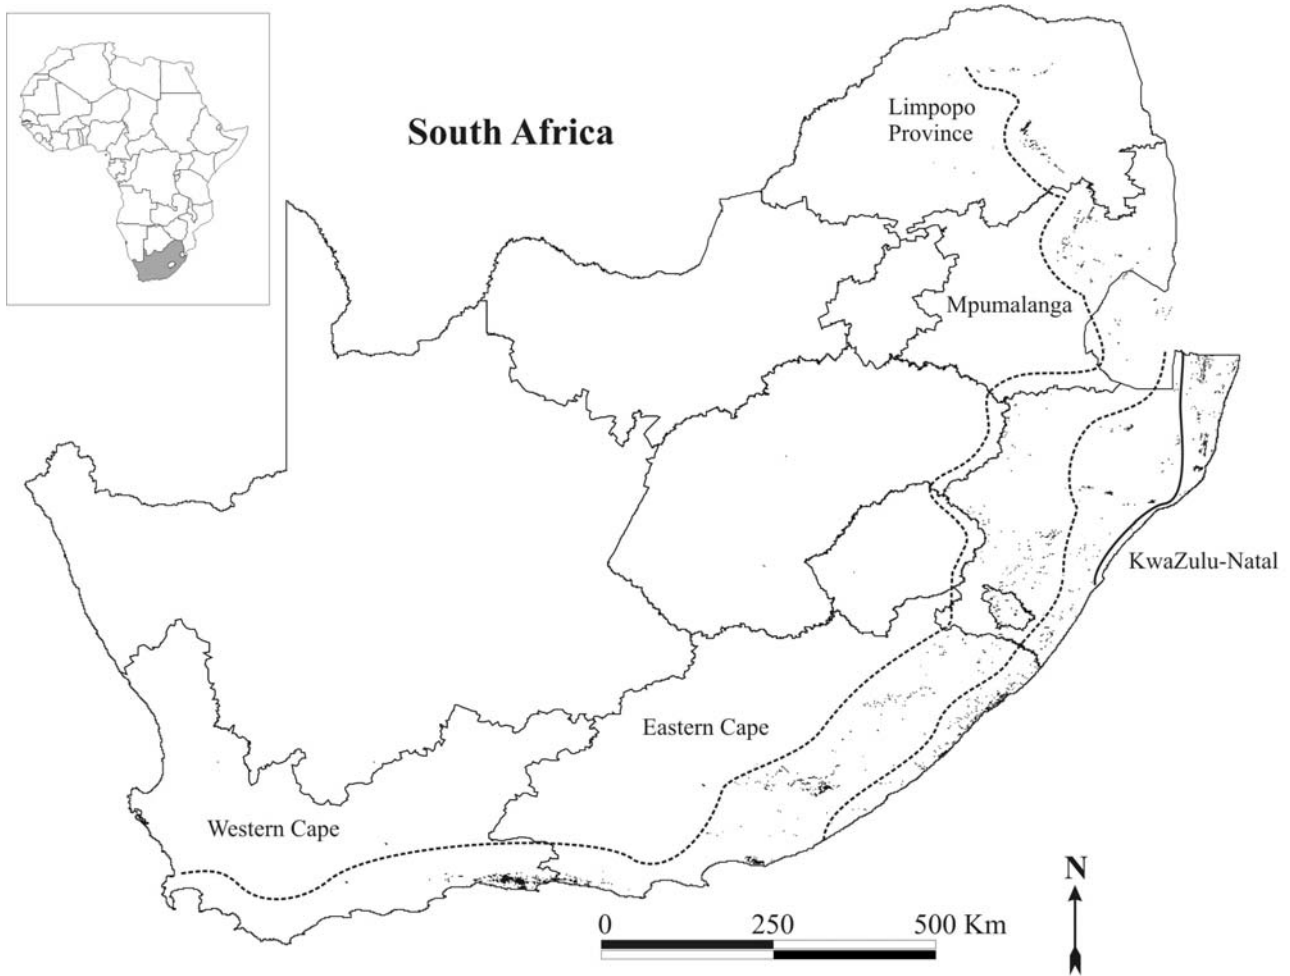 South Africa
Limpopo
Province
Mpumalanga
KwaZulu-Natal
Eastern Cape
Western Cape
N
0 250 500 Km